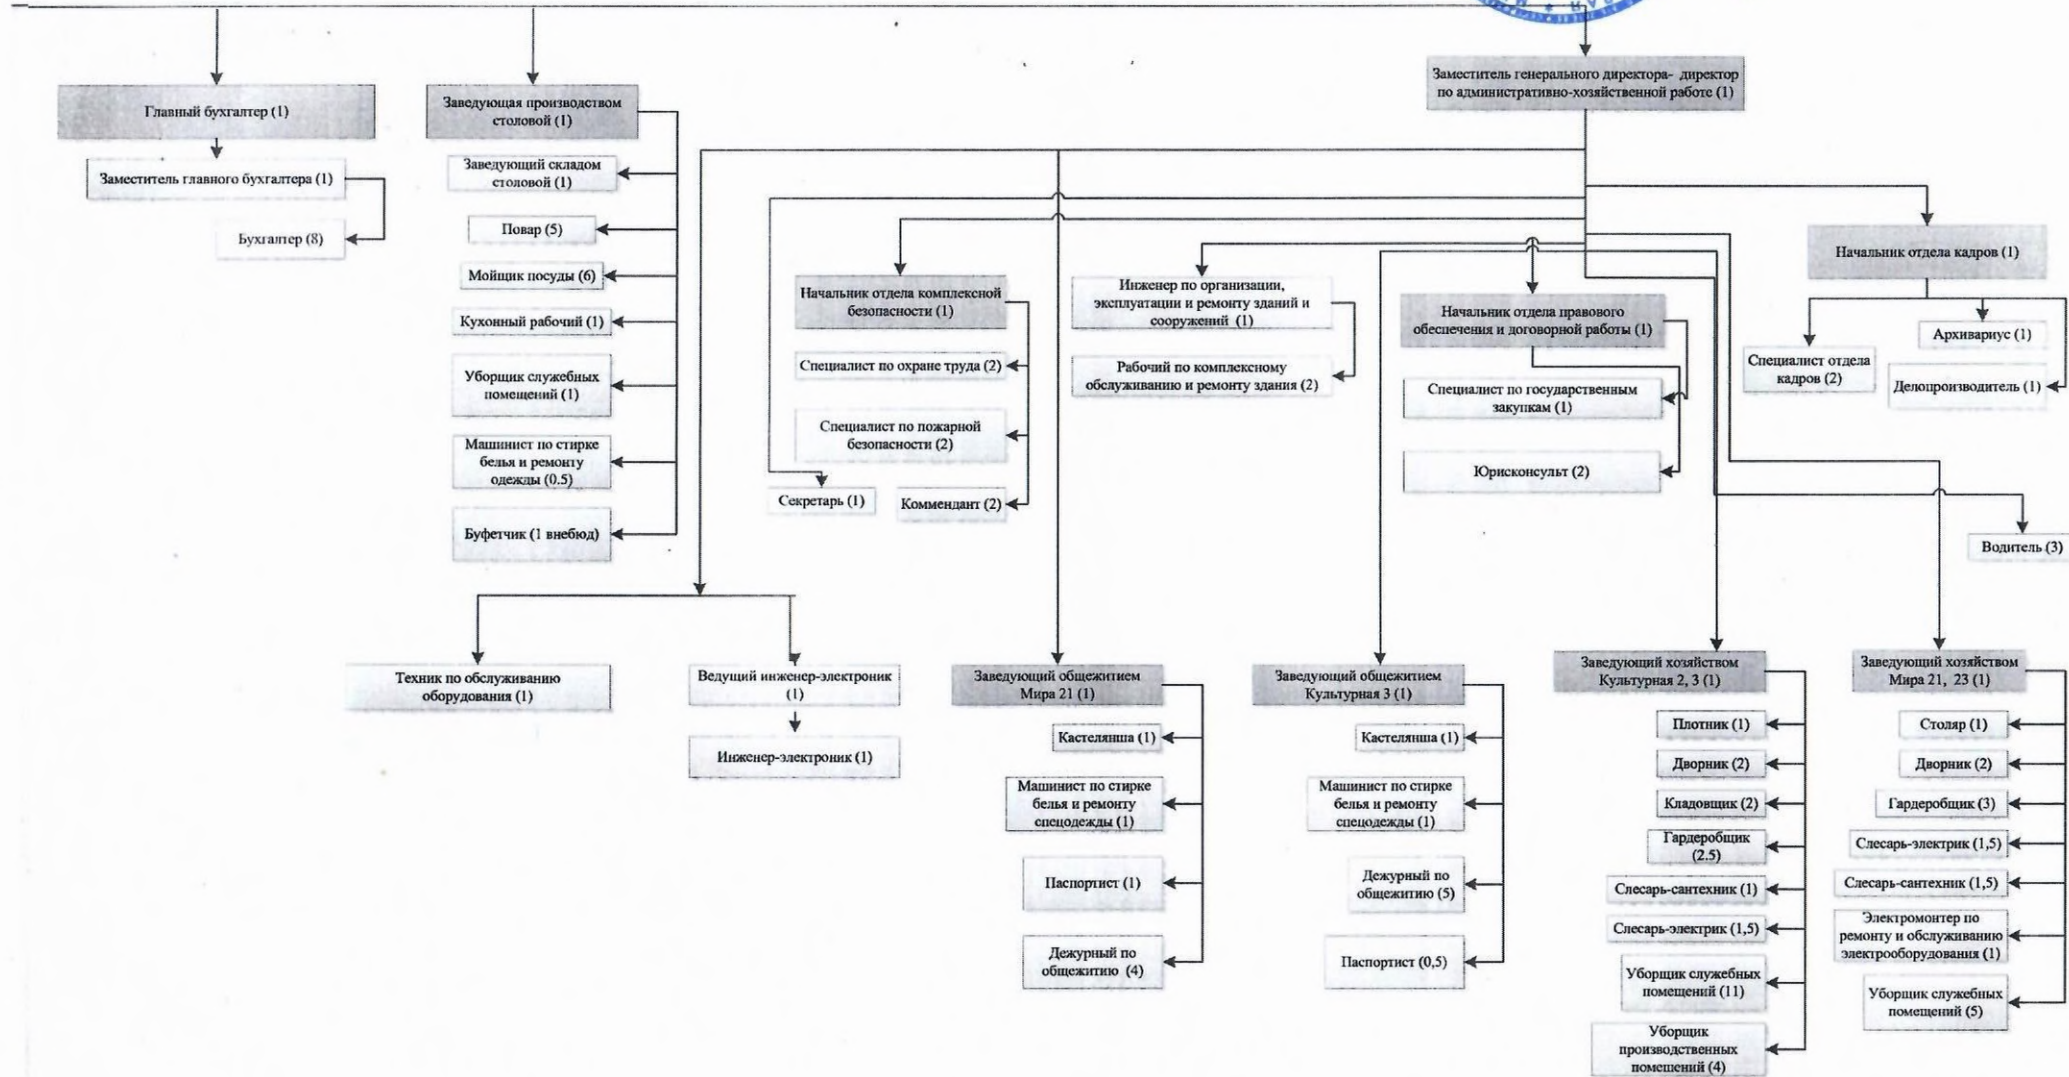 Заместитель генерального директора- директор
по административно-хозяйственной работе (1)
Главный бухгалтер (1)
Заместитель главного бухгалтера (1)
Бухгалтер (8)
Заведующая производством
столовой (1)
Заведующий складом
столовой (1)
Повар (5)
Мойщик посуды (6)
Кухонный рабочий (1)
Уборщик служебных
помещений (1)
Машинист по стирке
белья и ремонту
одежды (0.5)
Буфетчик (1 внебюд)
Начальник отдела комплексной
безопасности (1)
Специалист по охране труда (2)
Специалист по пожарной
безопасности (2)
Секретарь (1)
Коммендант (2)
Инженер по организации,
эксплуатации и ремонту зданий и
сооружений (1)
Рабочий по комплексному
обслуживанию и ремонту здания (2)
Начальник отдела правового
обеспечения и договорной работы (1)
Специалист по государственным
закупкам (1)
Юрисконсульт (2)
Начальник отдела кадров (1)
Архивариус (1)
Специалист отдела
кадров (2)
Делопроизводитель (1)
Водитель (3)
Техник по обслуживанию
оборудования (1)
Ведущий инженер-электроник
(1)
Инженер-электроник (1)
Заведующий общежитием
Мира 21 (1)
Кастелянша (1)
Машинист по стирке
белья и ремонту
спецодежды (1)
Паспортист (1)
Дежурный по
общежитию (4)
Заведующий общежитием
Культурная 3 (1)
Кастелянша (1)
Машинист по стирке
белья и ремонту
спецодежды (1)
Дежурный по
общежитию (5)
Паспортист (0,5)
Заведующий хозяйством
Культурная 2, 3 (1)
Плотник (1)
Дворник (2)
Кладовщик (2)
Гардеробщик
(2.5)
Слесарь-сантехник (1)
Слесарь-электрик (1,5)
Уборщик служебных
помещений (11)
Уборщик
производственных
помещений (4)
Заведующий хозяйством
Мира 21, 23 (1)
Столяр (1)
Дворник (2)
Гардеробщик (3)
Слесарь-электрик (1,5)
Слесарь-сантехник (1,5)
Электромонтер по
ремонту и обслуживанию
электрооборудования (1)
Уборщик служебных
помещений (5)